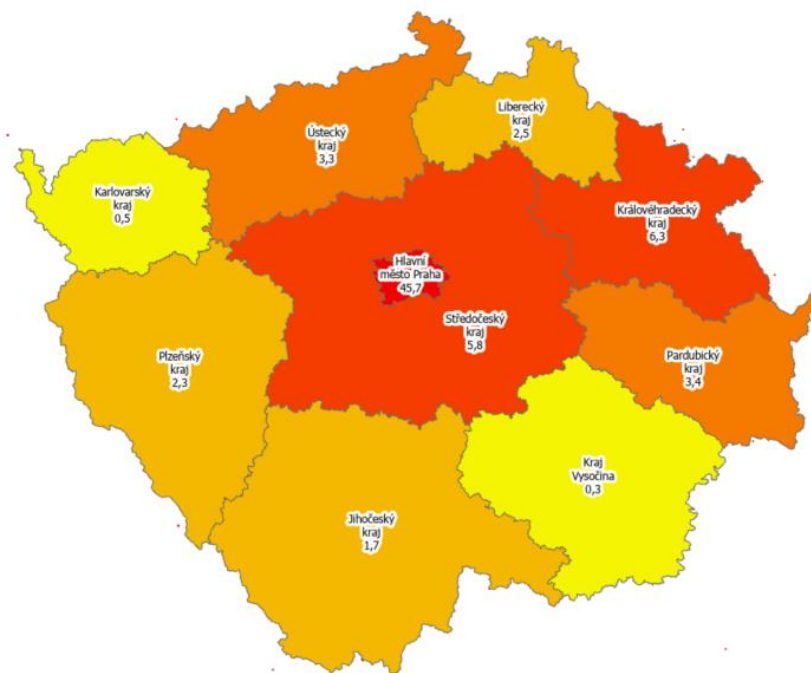 Liberecký
kraj
2,5
Ústecký
kraj
3,3
Karlovarský
kraj
0,5
Královéhradecký
kraj
6,3
Hlavní
město Praha
45,7
Středočeský
kraj
5,8
Plzeňský
kraj
2,3
Pardubický
kraj
3,4
Kraj
Vysočina
0,3
Jihočeský
kraj
1,7